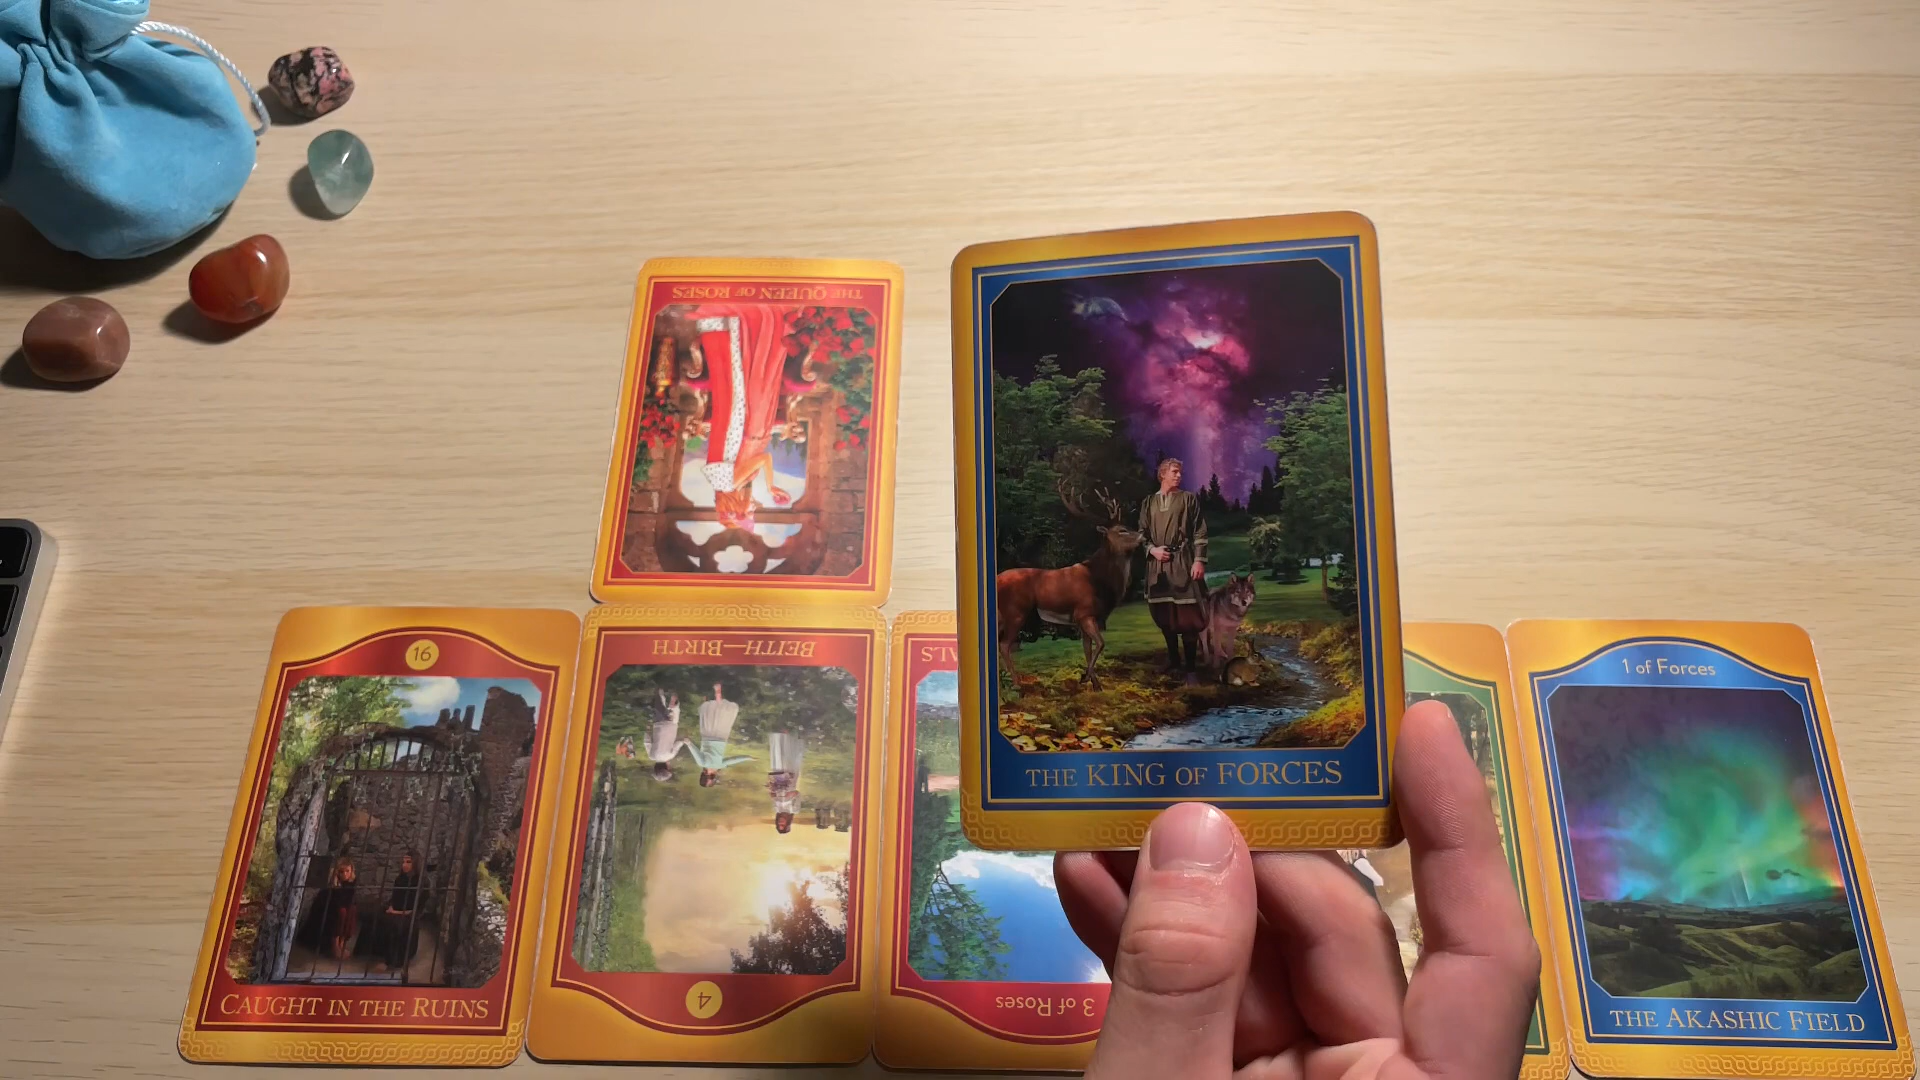 THE QUEEN OF ROSES
THE KING OF FORCES
16
CAUGHT IN THE RUINS
BEITH—BIRTH
4
ALS
3 of Roses
1 of Forces
THE AKASHIC FIELD